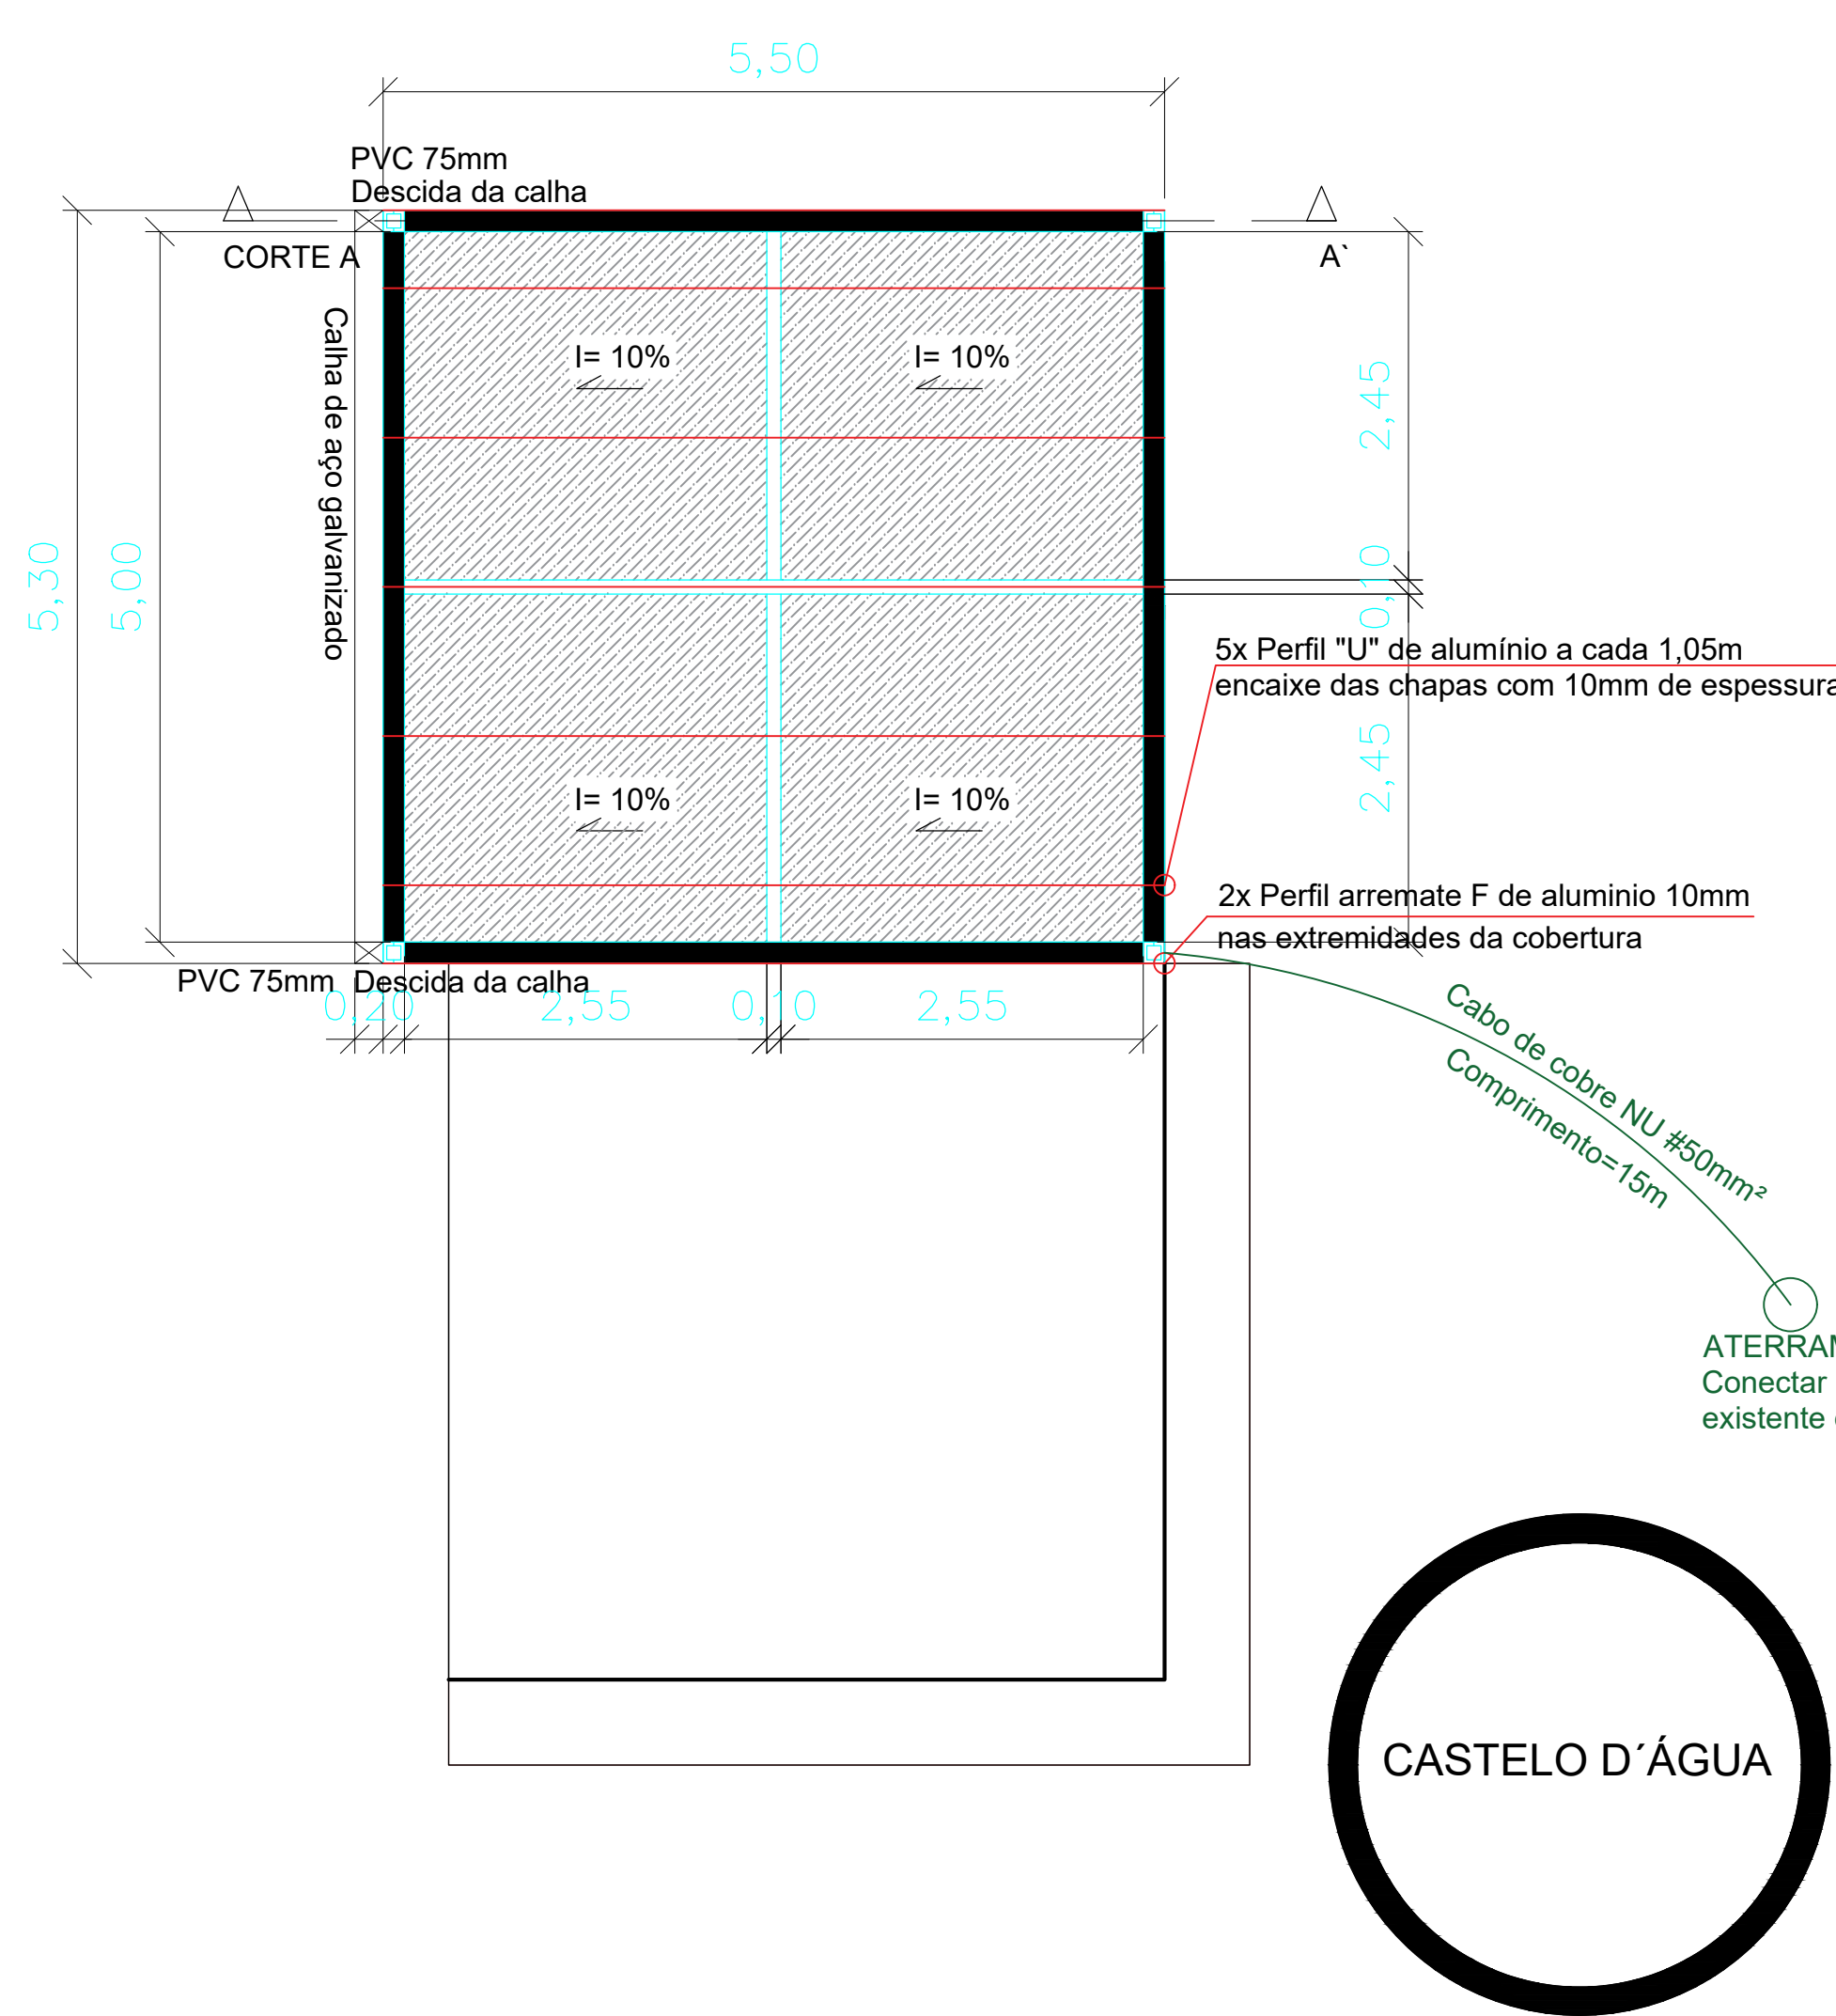 5,50
PVC 75mm
Descida da calha
CORTE A
A`
Calha de aço galvanizado
I= 10%
I= 10%
2,45
5,30
5,00
0,10
5x Perfil "U" de alumínio a cada 1,05m
encaixe das chapas com 10mm de espessura
2,45
I= 10%
I= 10%
2x Perfil arremate F de aluminio 10mm
nas extremidades da cobertura
PVC 75mm
Descida da calha
0,20
2,55
0,10
2,55
Cabo de cobre NU #50mm²
Comprimento=15m
Conectar
existente
CASTELO D´ÁGUA